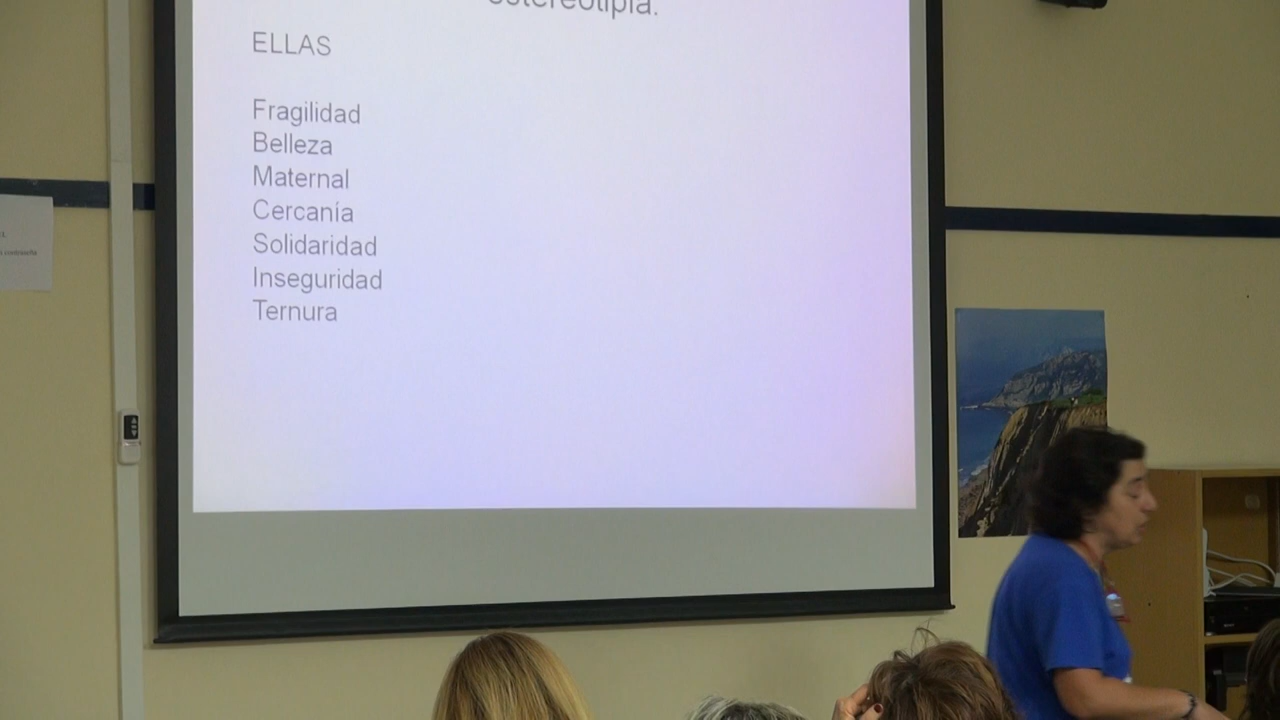 estereotipia.
ELLAS
Fragilidad
Belleza
Maternal
Cercanía
Solidaridad
Inseguridad
Ternura